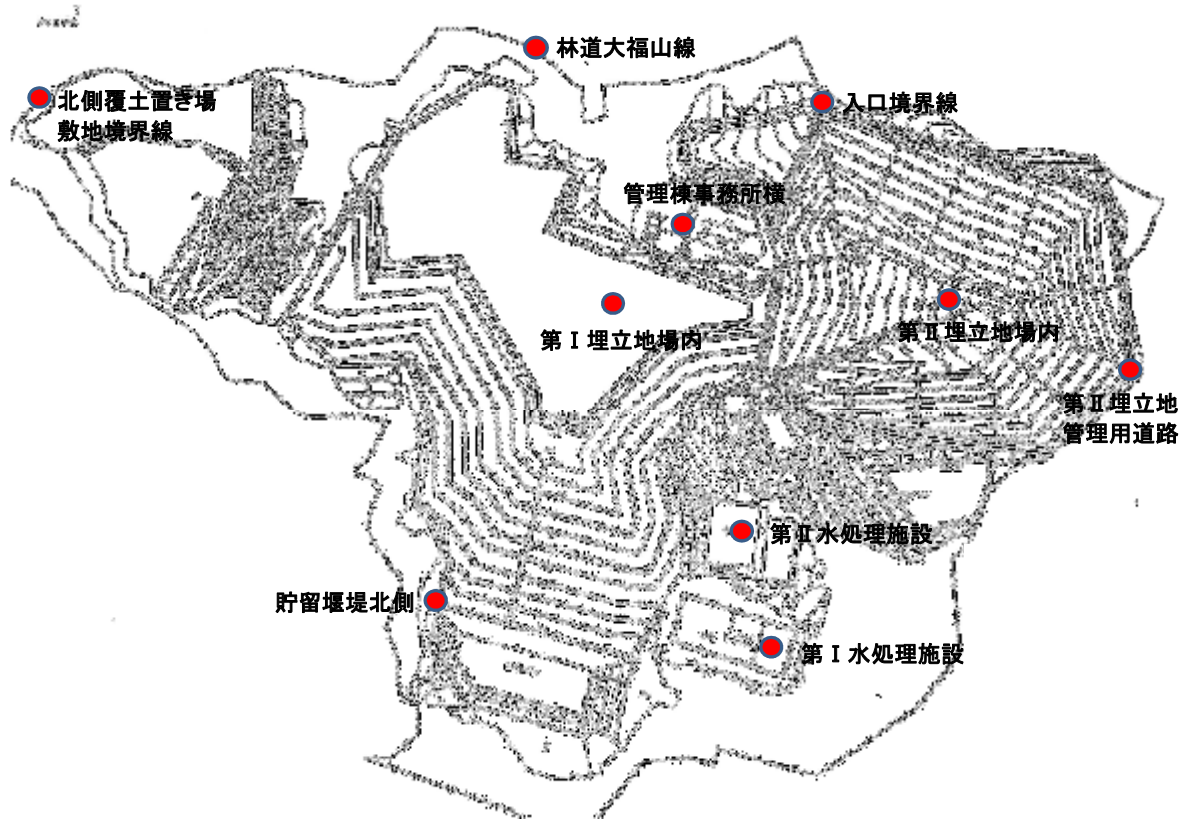 林道大福山線
北側覆土置き場
敷地境界線
入口境界線
管理棟事務所横
第Ⅰ埋立地場内
第Ⅱ埋立地場内
第Ⅱ埋立地
管理用道路
第Ⅱ水処理施設
貯留堰堤北側
第Ⅰ水処理施設